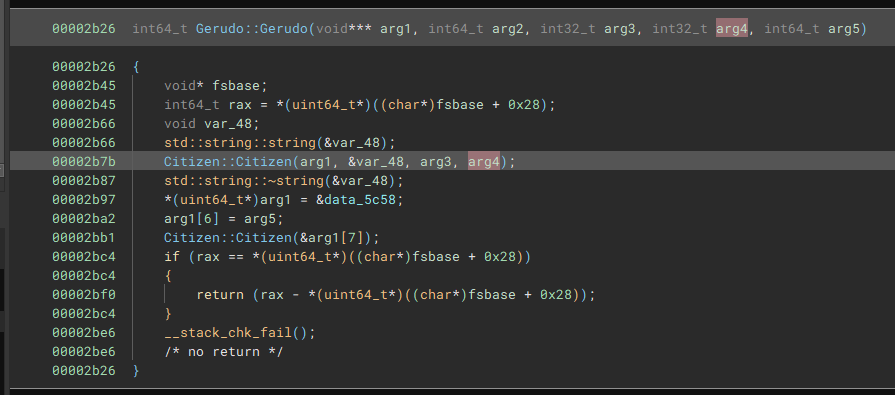 00002b26 int64_t Gerudo::Gerudo(void*** arg1, int64_t arg2, int32_t arg3, int32_t arg4, int64_t arg5)
00002b26 {
00002b45 void* fsbase;
00002b45 int64_t rax = *(uint64_t*)((char*)fsbase + 0x28);
00002b66 void var_48;
00002b66 std::string::string(&var_48);
00002b7b Citizen::Citizen(arg1, &var_48, arg3, arg4);
00002b87 std::string::~string(&var_48);
00002b97 *(uint64_t*)arg1 = &data_5c58;
00002ba2 arg1[6] = arg5;
00002bb1 Citizen::Citizen(&arg1[7]);
00002bc4 if (rax == *(uint64_t*)((char*)fsbase + 0x28))
00002bc4 {
00002bf0 return (rax - *(uint64_t*)((char*)fsbase + 0x28));
00002bc4 }
00002be6 __stack_chk_fail();
00002be6 /* no return */
00002b26 }